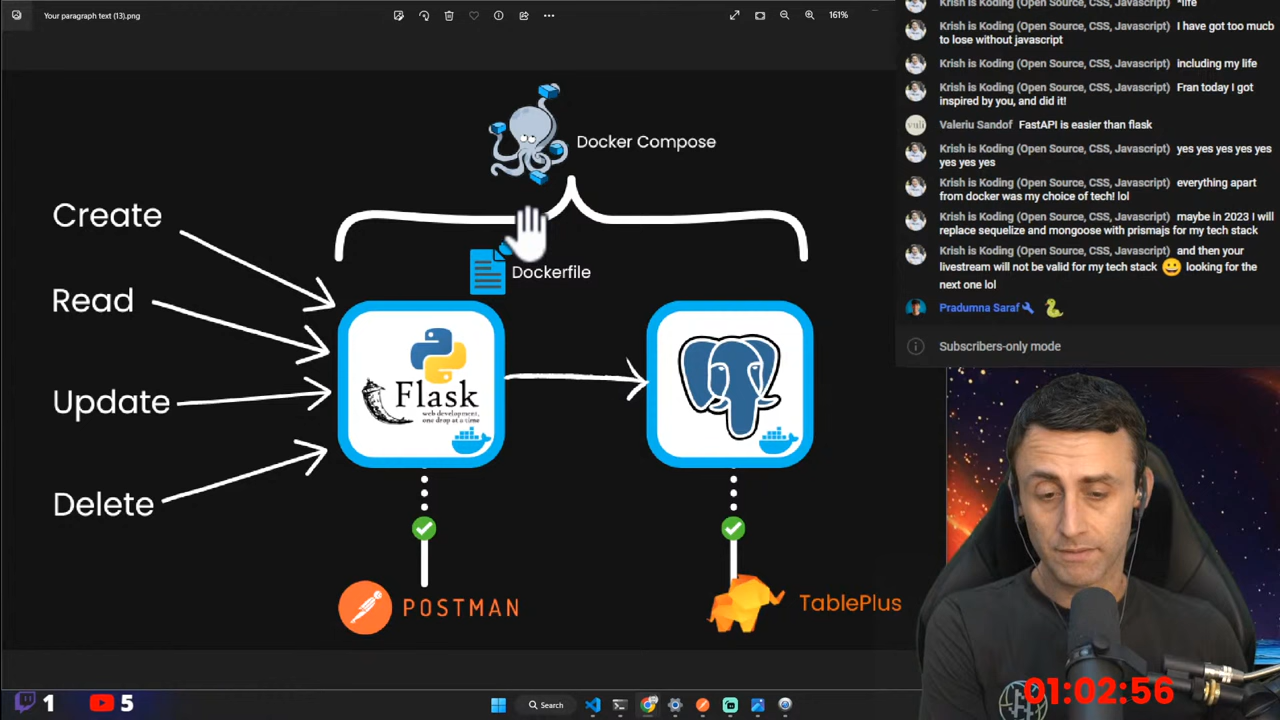 Your paragraph text (13).png
161%
*life
Krish is Koding (Open Source, CSS, Javascript) I have got too mucb
to lose without javascript
Krish is Koding (Open Source, CSS, Javascript) including my life
Krish is Koding (Open Source, CSS, Javascript) Fran today I got
inspired by you, and did it!
Valeriu Sandof FastAPI is easier than flask
Krish is Koding (Open Source, CSS, Javascript) yes yes yes yes yes
yes yes yes
Krish is Koding (Open Source, CSS, Javascript) everything apart
from docker was my choice of tech! lol
Krish is Koding (Open Source, CSS, Javascript) maybe in 2023 I will
replace sequelize and mongoose with prismajs for my tech stack
Krish is Koding (Open Source, CSS, Javascript) and then your
livestream will not be valid for my tech stack 😀 looking for the
next one lol
Pradumna Saraf 🐍
Subscribers-only mode
Docker Compose
Dockerfile
Create
Read
Update
Delete
Flask
web development,
one drop at a time
POSTMAN
TablePlus
1
5
Search
01:02:56